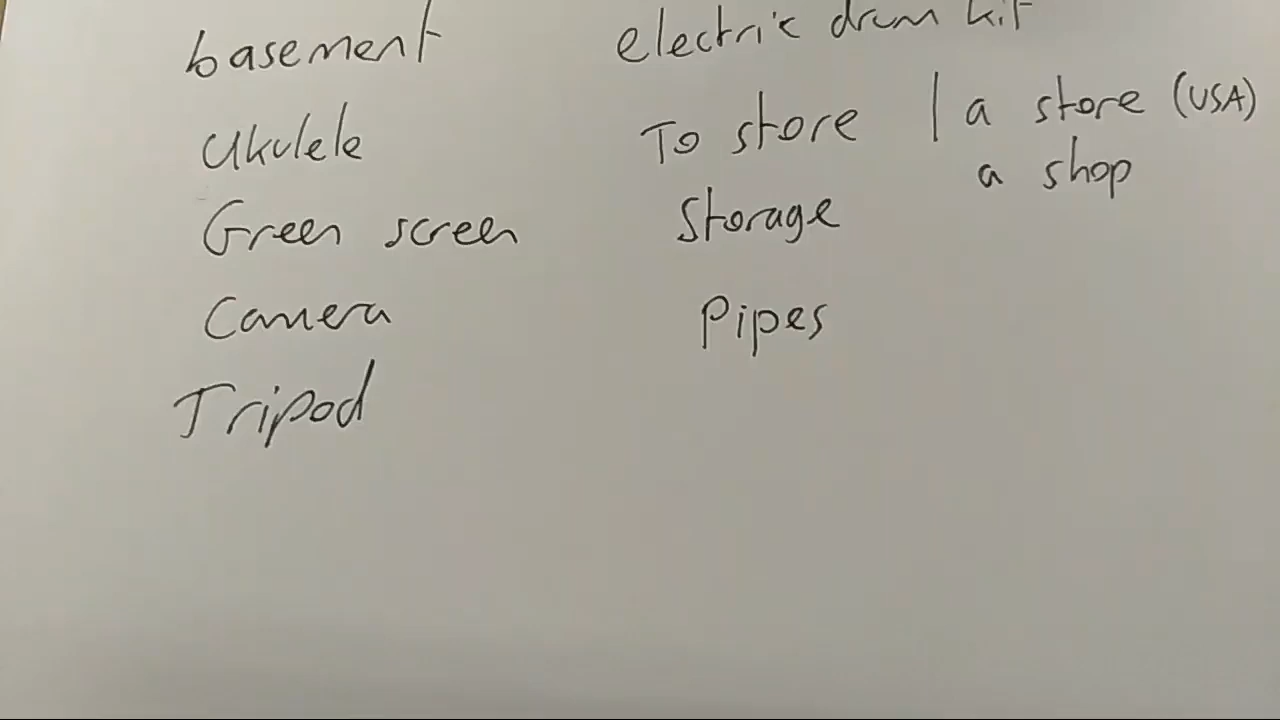 basement
Ukulele
Green screen
Camera
Tripod
electric drum kit
To store | a store (USA)
a shop
Storage
Pipes